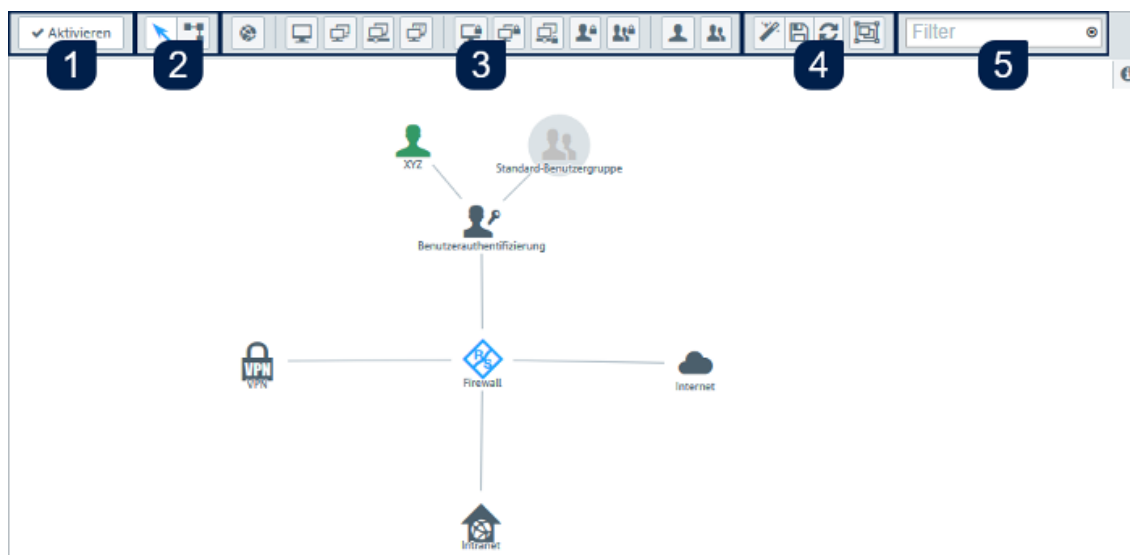 Aktivieren
Filter
1
2
3
4
5
XYZ
Standard-Benutzergruppe
Benutzerauthentifizierung
VPN
VPN
R&S
Firewall
Internet
Intranet